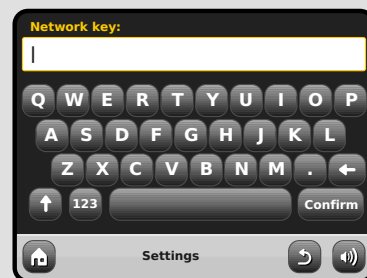 Network key:
Q W E R T Y U I O P
A S D F G H J K L
Z X C V B N M .
123 Confirm
Settings